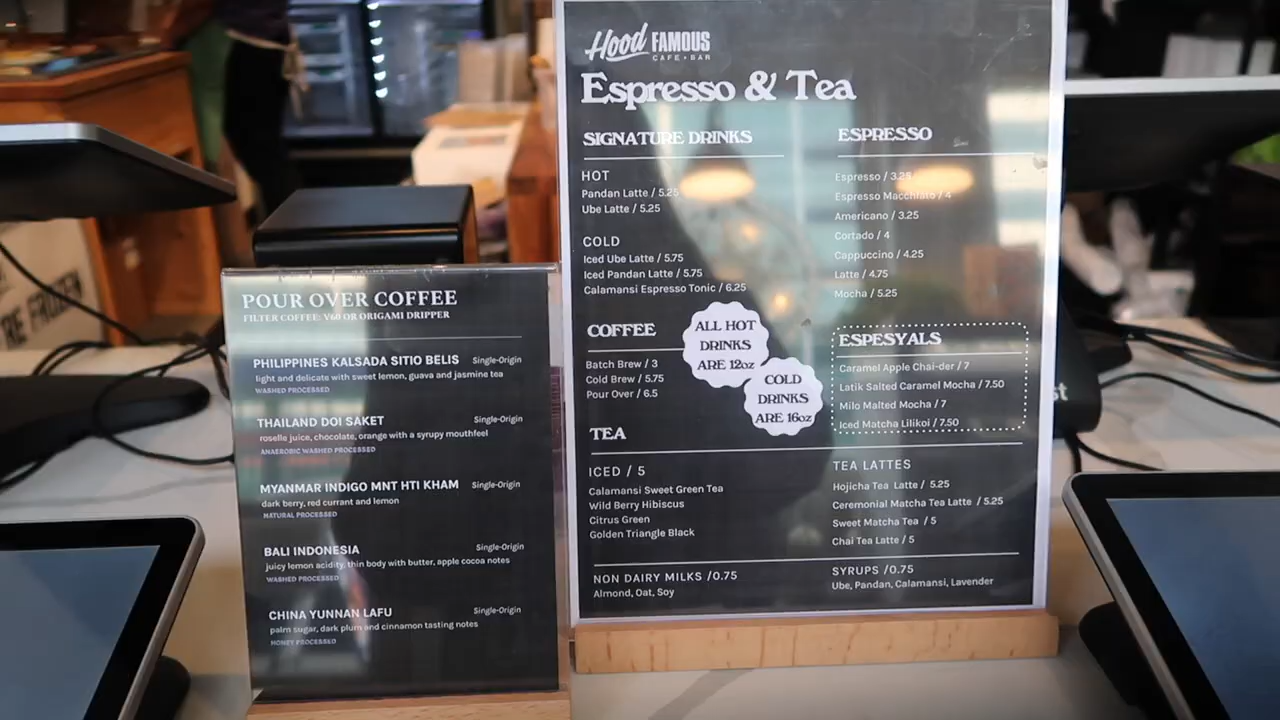 POUR OVER COFFEE
FILTER COFFEE: V60 OR ORIGAMI DRIPPER
PHILIPPINES KALSADA SITIO BELIS Single-Origin
light and delicate with sweet lemon, guava and jasmine tea
WASHED PROCESSED
THAILAND DOI SAKET Single-Origin
roselle juice, chocolate, orange with a syrupy mouthfeel
ANAEROBIC WASHED PROCESSED
MYANMAR INDIGO MNT HTI KHAM Single-Origin
dark berry, red currant and lemon
NATURAL PROCESSED
BALI INDONESIA Single-Origin
juicy lemon acidity, thin body with butter, apple cocoa notes
WASHED PROCESSED
CHINA YUNNAN LAFU Single-Origin
palm sugar, dark plum and cinnamon tasting notes
HONEY PROCESSED
Hood FAMOUS
CAFE + BAR
Espresso & Tea
SIGNATURE DRINKS
HOT
Pandan Latte / 5.25
Ube Latte / 5.25
COLD
Iced Ube Latte / 5.75
Iced Pandan Latte / 5.75
Calamansi Espresso Tonic / 6.25
COFFEE
Batch Brew / 3
Cold Brew / 5.75
Pour Over / 6.5
ALL HOT
DRINKS
ARE 12oz
COLD
DRINKS
ARE 16oz
ESPRESSO
Espresso / 3.25
Espresso Macchiato / 4
Americano / 3.25
Cortado / 4
Cappuccino / 4.25
Latte / 4.75
Mocha / 5.25
ESPESYALS
Caramel Apple Chai-der / 7
Latik Salted Caramel Mocha / 7.50
Milo Malted Mocha / 7
Iced Matcha Lilikoi / 7.50
TEA
ICED / 5
Calamansi Sweet Green Tea
Wild Berry Hibiscus
Citrus Green
Golden Triangle Black
TEA LATTES
Hojicha Tea Latte / 5.25
Ceremonial Matcha Tea Latte / 5.25
Sweet Matcha Tea / 5
Chai Tea Latte / 5
NON DAIRY MILKS /0.75
Almond, Oat, Soy
SYRUPS /0.75
Ube, Pandan, Calamansi, Lavender
RE FROZEN
st